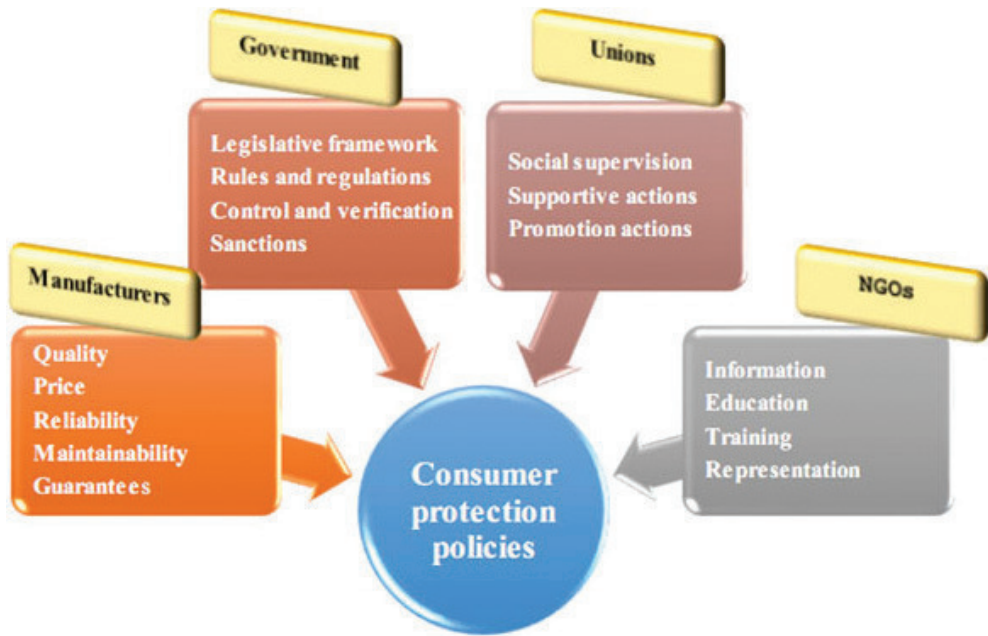 Government
Legislative framework
Rules and regulations
Control and verification
Sanctions
Unions
Social supervision
Supportive actions
Promotion actions
Manufacturers
Quality
Price
Reliability
Maintainability
Guarantees
NGOs
Information
Education
Training
Representation
Consumer
protection
policies